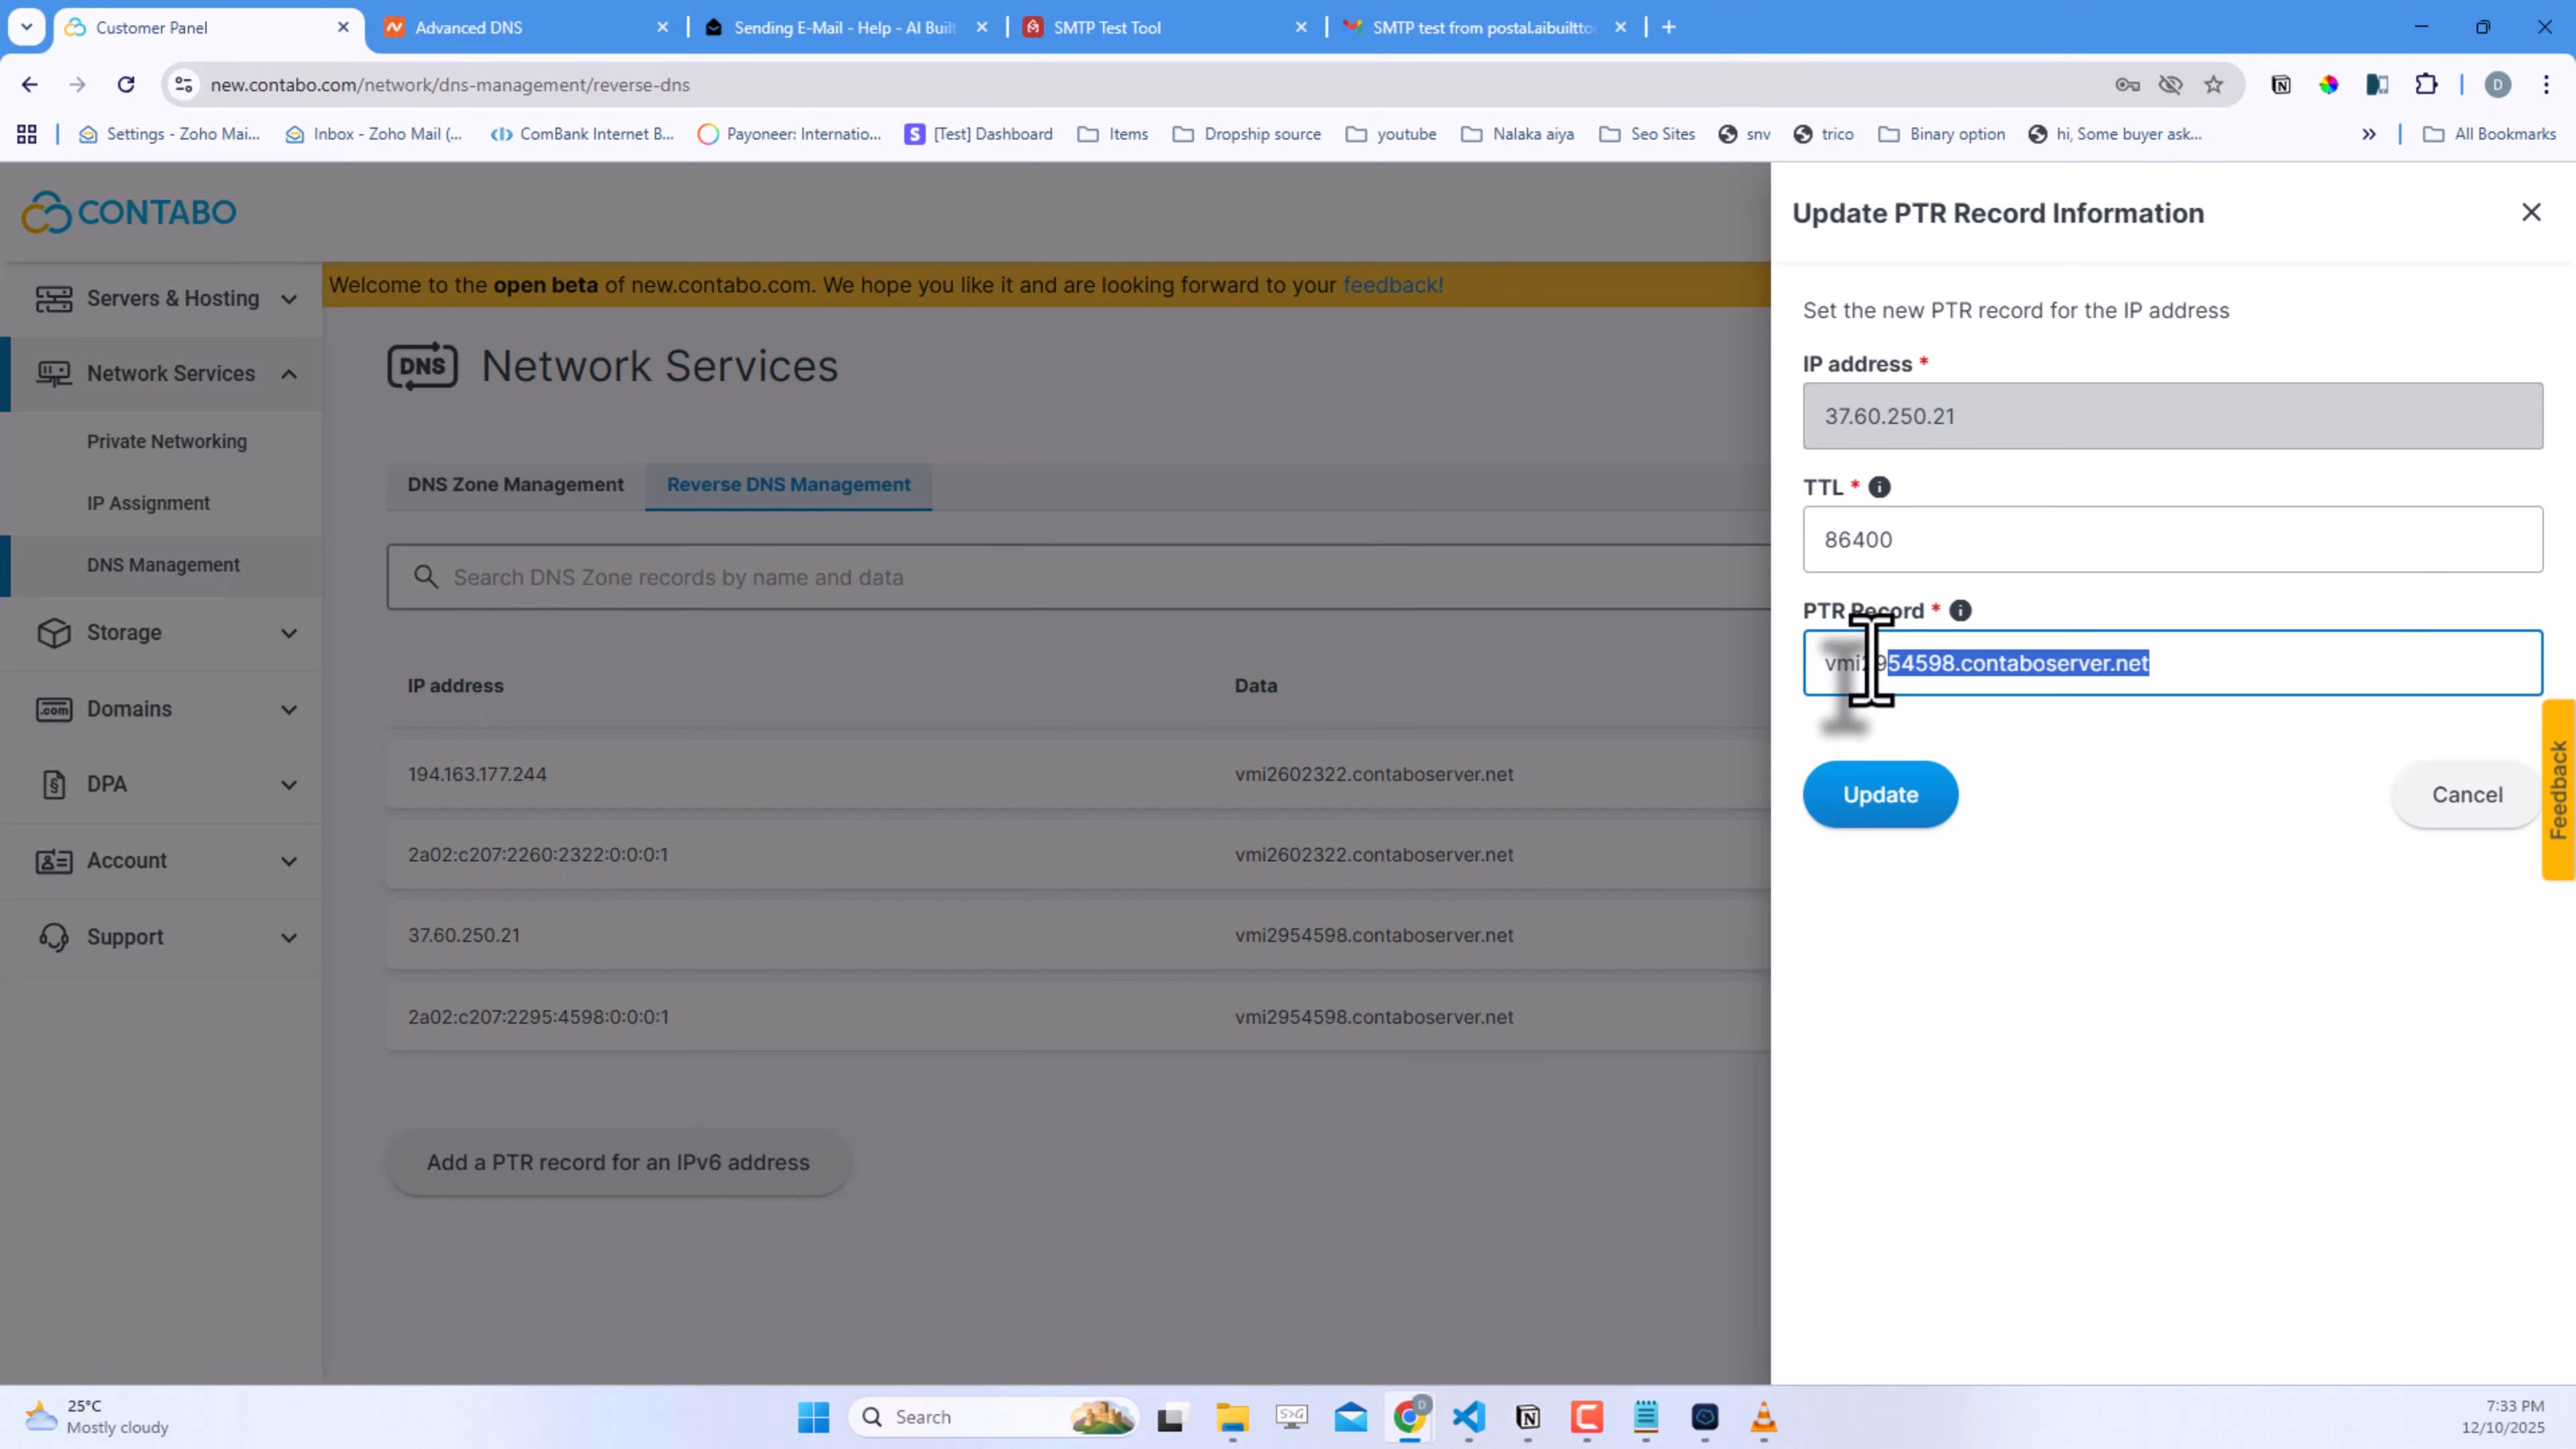 Customer Panel
Advanced DNS
Sending E-Mail - Help - AI Built
SMTP Test Tool
SMTP test from postal.aibuiltto
new.contabo.com/network/dns-management/reverse-dns
D
Settings - Zoho Mai...
Inbox - Zoho Mail (...
ComBank Internet B...
Payoneer: Internatio...
[Test] Dashboard
Items
Dropship source
youtube
Nalaka aiya
Seo Sites
snv
trico
Binary option
hi, Some buyer ask...
All Bookmarks
CONTABO
Servers & Hosting
Network Services
Private Networking
IP Assignment
DNS Management
Storage
Domains
DPA
Account
Support
Welcome to the open beta of new.contabo.com. We hope you like it and are looking forward to your feedback!
DNS
Network Services
DNS Zone Management
Reverse DNS Management
Search DNS Zone records by name and data
IP address
Data
194.163.177.244
vmi2602322.contaboserver.net
2a02:c207:2260:2322:0:0:0:1
vmi2602322.contaboserver.net
37.60.250.21
vmi2954598.contaboserver.net
2a02:c207:2295:4598:0:0:0:1
vmi2954598.contaboserver.net
Add a PTR record for an IPv6 address
Update PTR Record Information
Set the new PTR record for the IP address
IP address *
37.60.250.21
TTL *
86400
PTR Record *
vmi2954598.contaboserver.net
Update
Cancel
Feedback
25°C
Mostly cloudy
Search
7:33 PM
12/10/2025